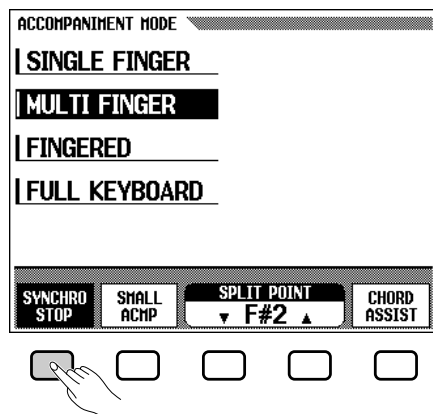 ACCOMPANIMENT MODE
SINGLE FINGER
MULTI FINGER
FINGERED
FULL KEYBOARD
SYNCHRO STOP
SMALL ACMP
SPLIT POINT
▼ F#2 ▲
CHORD ASSIST